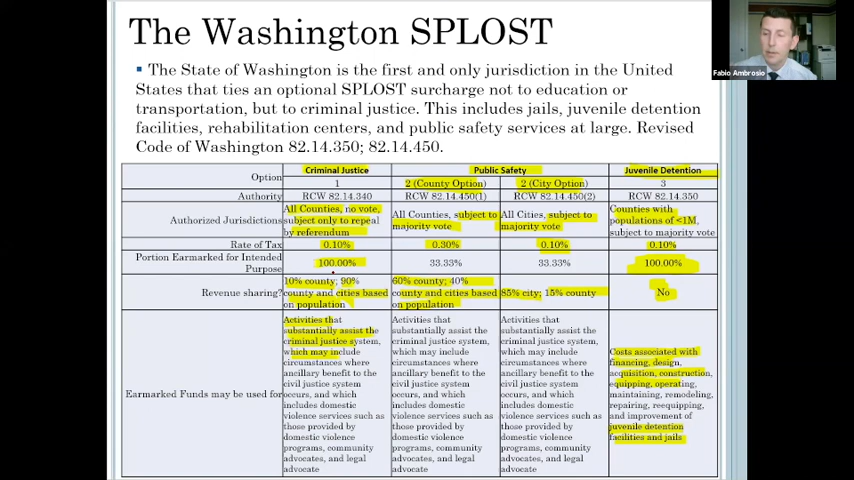 The Washington SPLOST
Fabio Ambrosio
▪ The State of Washington is the first and only jurisdiction in the United
States that ties an optional SPLOST surcharge not to education or
transportation, but to criminal justice. This includes jails, juvenile detention
facilities, rehabilitation centers, and public safety services at large. Revised
Code of Washington 82.14.350; 82.14.450.
Option
Criminal Justice
Public Safety
Juvenile Detention
1
2 (County Option)
2 (City Option)
3
Authority
RCW 82.14.340
RCW 82.14.450(1)
RCW 82.14.450(2)
RCW 82.14.350
Authorized Jurisdictions
All Counties, no vote,
subject only to repeal
by referendum
All Counties, subject to
majority vote
All Cities, subject to
majority vote
Counties with
populations of <1M,
subject to majority vote
Rate of Tax
0.10%
0.30%
0.10%
0.10%
Portion Earmarked for Intended
Purpose
100.00%
33.33%
33.33%
100.00%
Revenue sharing?
10% county; 90%
county and cities based
on population
60% county; 40%
county and cities based
on population
85% city; 15% county
No
Earmarked Funds may be used for
Activities that
substantially assist the
criminal justice system,
which may include
circumstances where
ancillary benefit to the
civil justice system
occurs, and which
includes domestic
violence services such as
those provided by
domestic violence
programs, community
advocates, and legal
advocate
Activities that
substantially assist the
criminal justice system,
which may include
circumstances where
ancillary benefit to the
civil justice system
occurs, and which
includes domestic
violence services such as
those provided by
domestic violence
programs, community
advocates, and legal
advocate
Activities that
substantially assist the
criminal justice system,
which may include
circumstances where
ancillary benefit to the
civil justice system
occurs, and which
includes domestic
violence services such as
those provided by
domestic violence
programs, community
advocates, and legal
advocate
Costs associated with
financing, design,
acquisition, construction,
equipping, operating,
maintaining, remodeling,
repairing, reequipping,
and improvement of
juvenile detention
facilities and jails